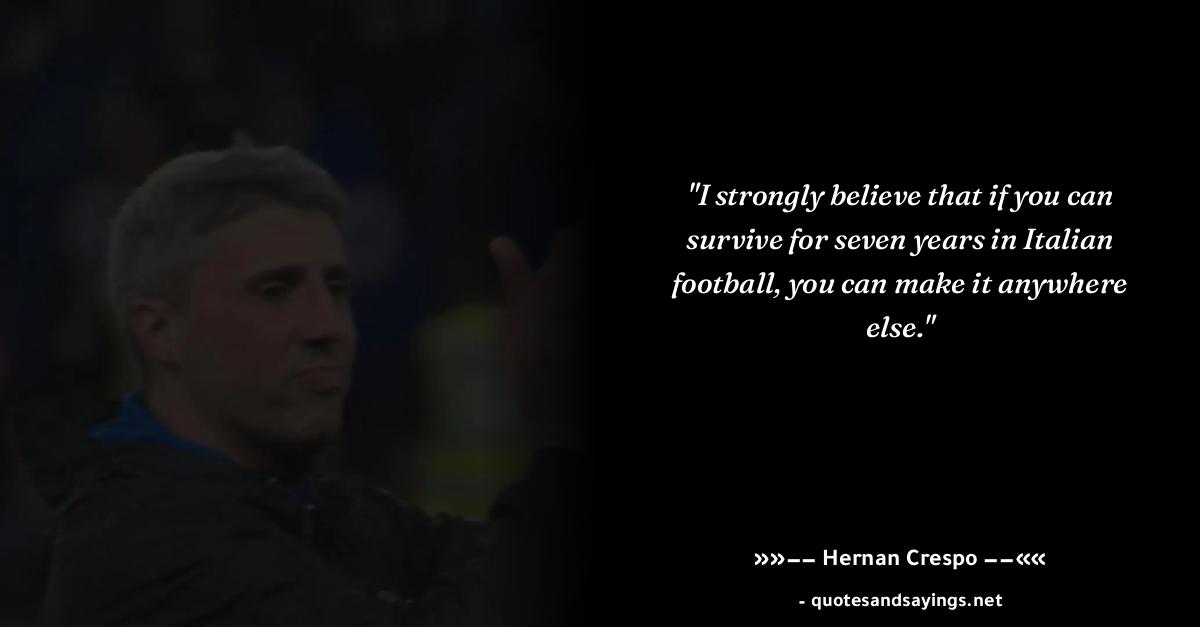 "I strongly believe that if you can
survive for seven years in Italian
football, you can make it anywhere
else."
»»−− Hernan Crespo −−««
- quotesandsayings.net